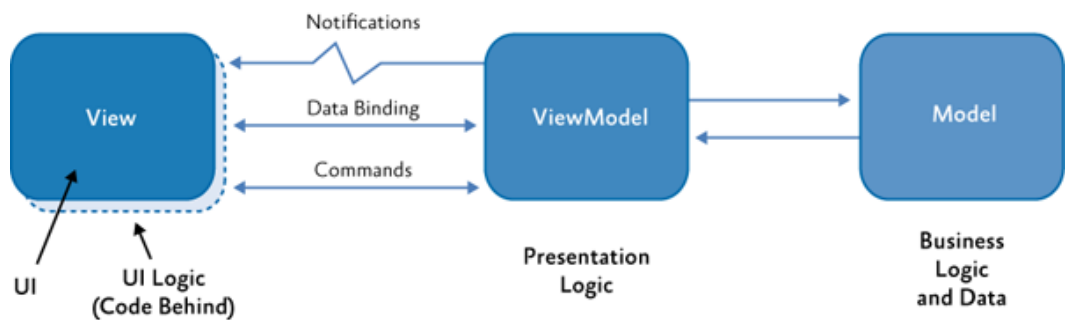 Notifications
View
Data Binding
ViewModel
Model
Commands
UI
UI Logic
(Code Behind)
Presentation
Logic
Business
Logic
and Data